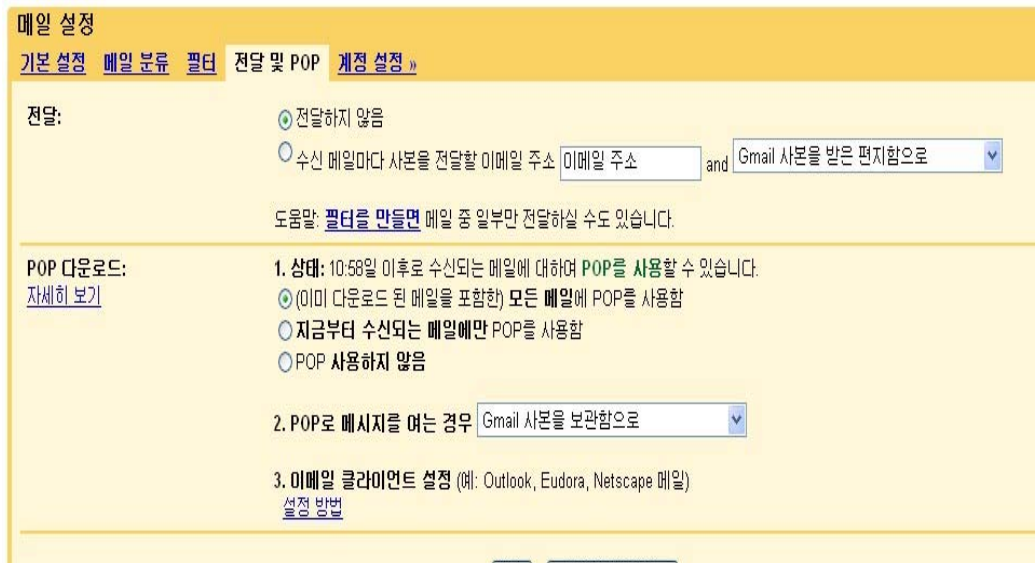 메일 설정
기본 설정 메일 분류 필터 전달 및 POP 계정 설정 »
전달:
전달하지 않음
수신 메일마다 사본을 전달할 이메일 주소 이메일 주소 and Gmail 사본을 받은 편지함으로
도움말: 필터를 만들면 메일 중 일부만 전달하실 수도 있습니다.
POP 다운로드:
자세히 보기
1. 상태: 10:58일 이후로 수신되는 메일에 대하여 POP를 사용할 수 있습니다.
(이미 다운로드 된 메일을 포함한) 모든 메일에 POP를 사용함
지금부터 수신되는 메일에만 POP를 사용함
POP 사용하지 않음
2. POP로 메시지를 여는 경우 Gmail 사본을 보관함으로
3. 이메일 클라이언트 설정 (예: Outlook, Eudora, Netscape 메일)
설정 방법